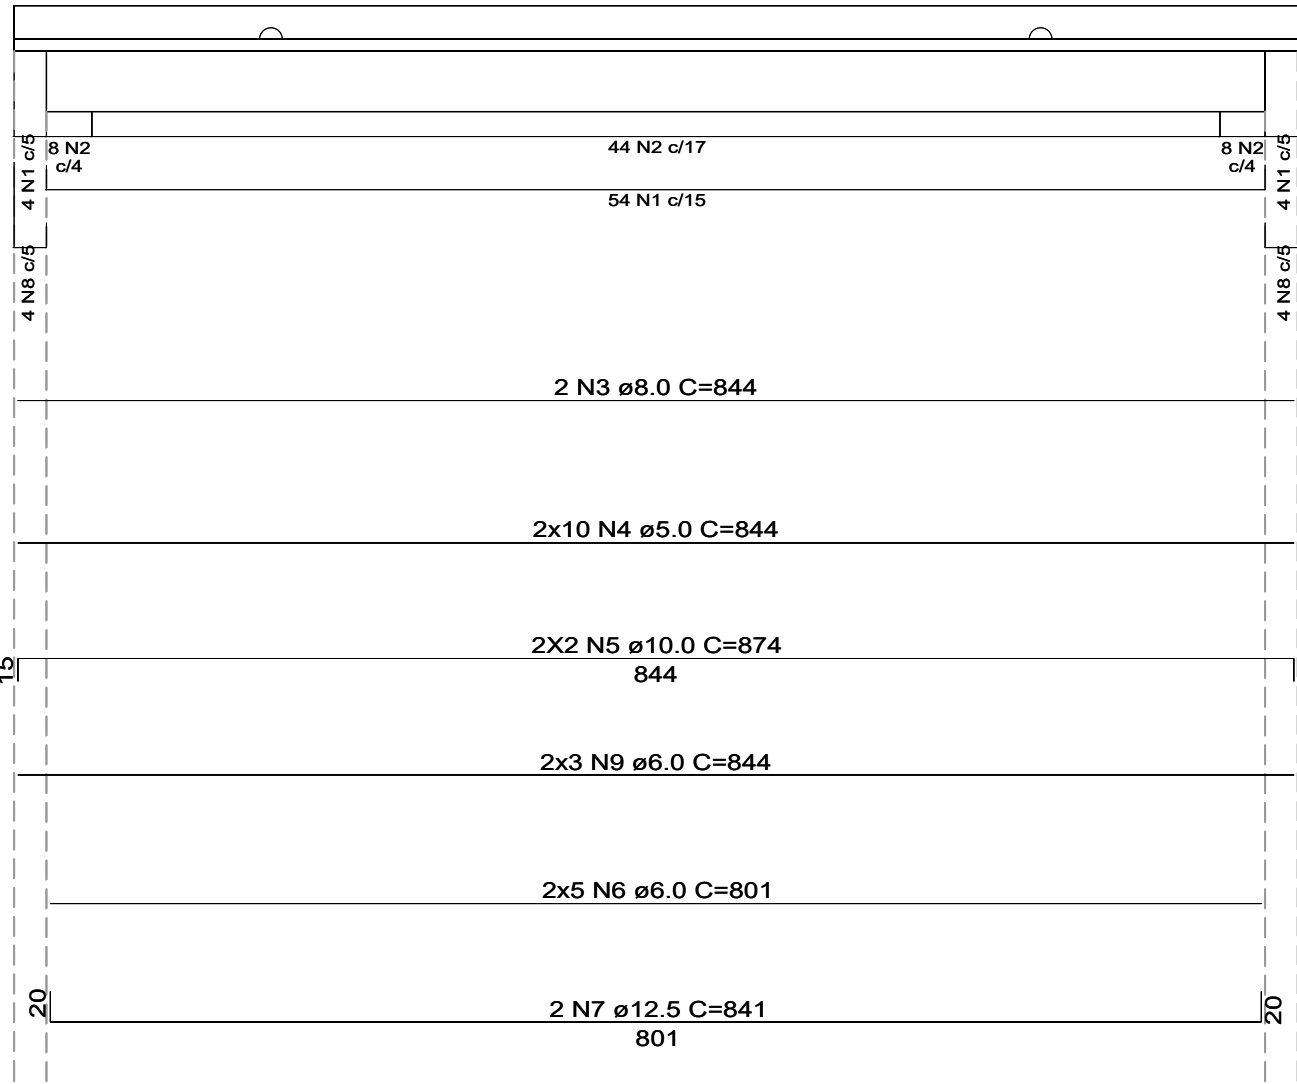 8 N2
c/4
44 N2 c/17
8 N2
c/4
4 N1 c/5
4 N1 c/5
54 N1 c/15
4 N8 c/5
4 N8 c/5
2 N3 ø8.0 C=844
2x10 N4 ø5.0 C=844
2X2 N5 ø10.0 C=874
15
844
2x3 N9 ø6.0 C=844
2x5 N6 ø6.0 C=801
20
2 N7 ø12.5 C=841
20
801